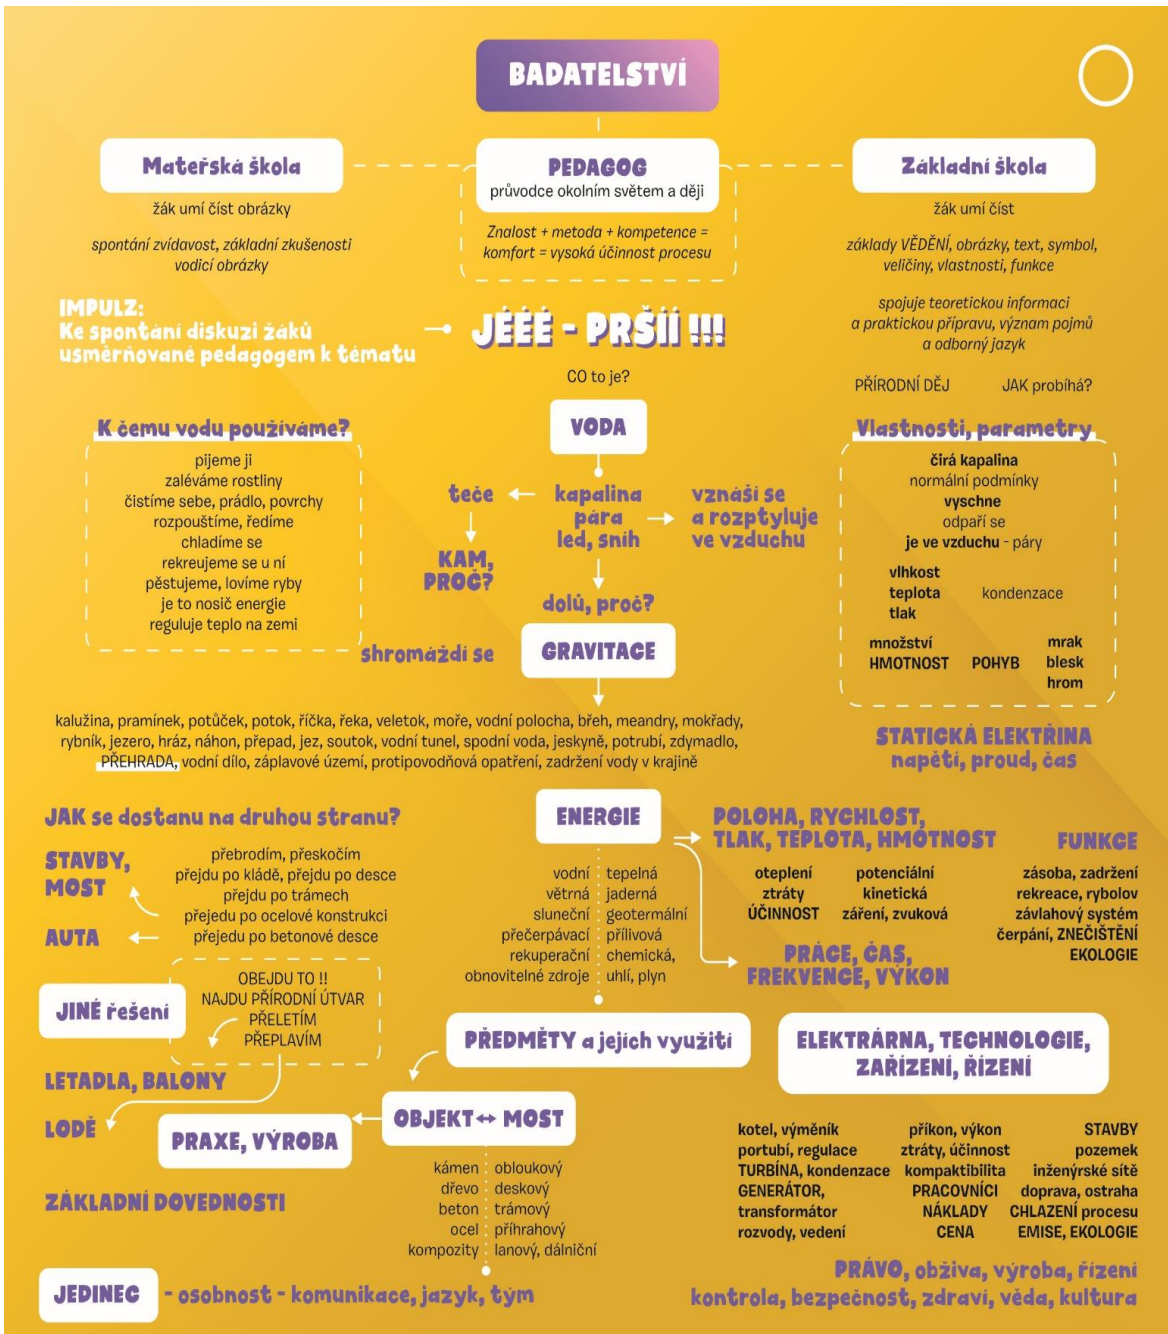 BADATELSTVÍ
Mateřská škola
žák umí číst obrázky
spontání zvídavost, základní zkušenosti
vodicí obrázky
PEDAGOG
průvodce okolním světem a ději
Znalost + metoda + kompetence =
komfort = vysoká účinnost procesu
Základní škola
žák umí číst
základy VĚDĚNÍ, obrázky, text, symbol,
veličiny, vlastnosti, funkce
spojuje teoretickou informaci
a praktickou přípravu, význam pojmů
a odborný jazyk
PŘÍRODNÍ DĚJ JAK probíhá?
IMPULZ:
Ke spontání diskuzi žáků
usměrňované pedagogem k tématu
JÉÉÉ - PRŠÍÍ !!!
CO to je?
VODA
K čemu vodu používáme?
pijeme ji
zaléváme rostliny
čistíme sebe, prádlo, povrchy
rozpouštíme, ředíme
chladíme se
rekreujeme se u ní
pěstujeme, lovíme ryby
je to nosič energie
reguluje teplo na zemi
teče
KAM,
PROČ?
kapalina
pára
led, sníh
vznáší se
a rozptyluje
ve vzduchu
dolů, proč?
shromáždí se
GRAVITACE
Vlastnosti, parametry
čirá kapalina
normální podmínky
vyschne
odpaří se
je ve vzduchu - páry
vlhkost
teplota kondenzace
tlak
množství mrak
HMOTNOST POHYB blesk
hrom
STATICKÁ ELEKTŘINA
napětí, proud, čas
kalužina, pramínek, potůček, potok, říčka, řeka, veletok, moře, vodní polocha, břeh, meandry, mokřady,
rybník, jezero, hráz, náhon, přepad, jez, soutok, vodní tunel, spodní voda, jeskyně, potrubí, zdymadlo,
PŘEHRADA, vodní dílo, záplavové území, protipovodňová opatření, zadržení vody v krajině
JAK se dostanu na druhou stranu?
STAVBY,
MOST
AUTA
přebrodím, přeskočím
přejdu po kládě, přejdu po desce
přejdu po trámech
přejedu po ocelové konstrukci
přejedu po betonové desce
JINÉ řešení
OBEJDU TO !!
NAJDU PŘÍRODNÍ ÚTVAR
PŘELETÍM
PŘEPLAVÍM
LETADLA, BALONY
LODĚ
ENERGIE
vodní tepelná
větrná jaderná
sluneční geotermální
přečerpávací přílivová
rekuperační chemická,
obnovitelné zdroje uhlí, plyn
POLOHA, RYCHLOST,
TLAK, TEPLOTA, HMOTNOST
oteplení potenciální
ztráty kinetická
ÚČINNOST záření, zvuková
PRÁCE, ČAS,
FREKVENCE, VÝKON
FUNKCE
zásoba, zadržení
rekreace, rybolov
závlahový systém
čerpání, ZNEČIŠTĚNÍ
EKOLOGIE
PŘEDMĚTY a jejích využití
OBJEKT ↔ MOST
PRAXE, VÝROBA
ZÁKLADNÍ DOVEDNOSTI
kámen obloukový
dřevo deskový
beton trámový
ocel příhrahový
kompozity lanový, dálniční
ELEKTRÁRNA, TECHNOLOGIE,
ZAŘÍZENÍ, ŘÍZENÍ
kotel, výměník příkon, výkon STAVBY
portubí, regulace ztráty, účinnost pozemek
TURBÍNA, kondenzace kompaktibilita inženýrské sítě
GENERÁTOR, PRACOVNÍCI doprava, ostraha
transformátor NÁKLADY CHLAZENÍ procesu
rozvody, vedení CENA EMISE, EKOLOGIE
JEDINEC - osobnost - komunikace, jazyk, tým
PRÁVO, obživa, výroba, řízení
kontrola, bezpečnost, zdraví, věda, kultura